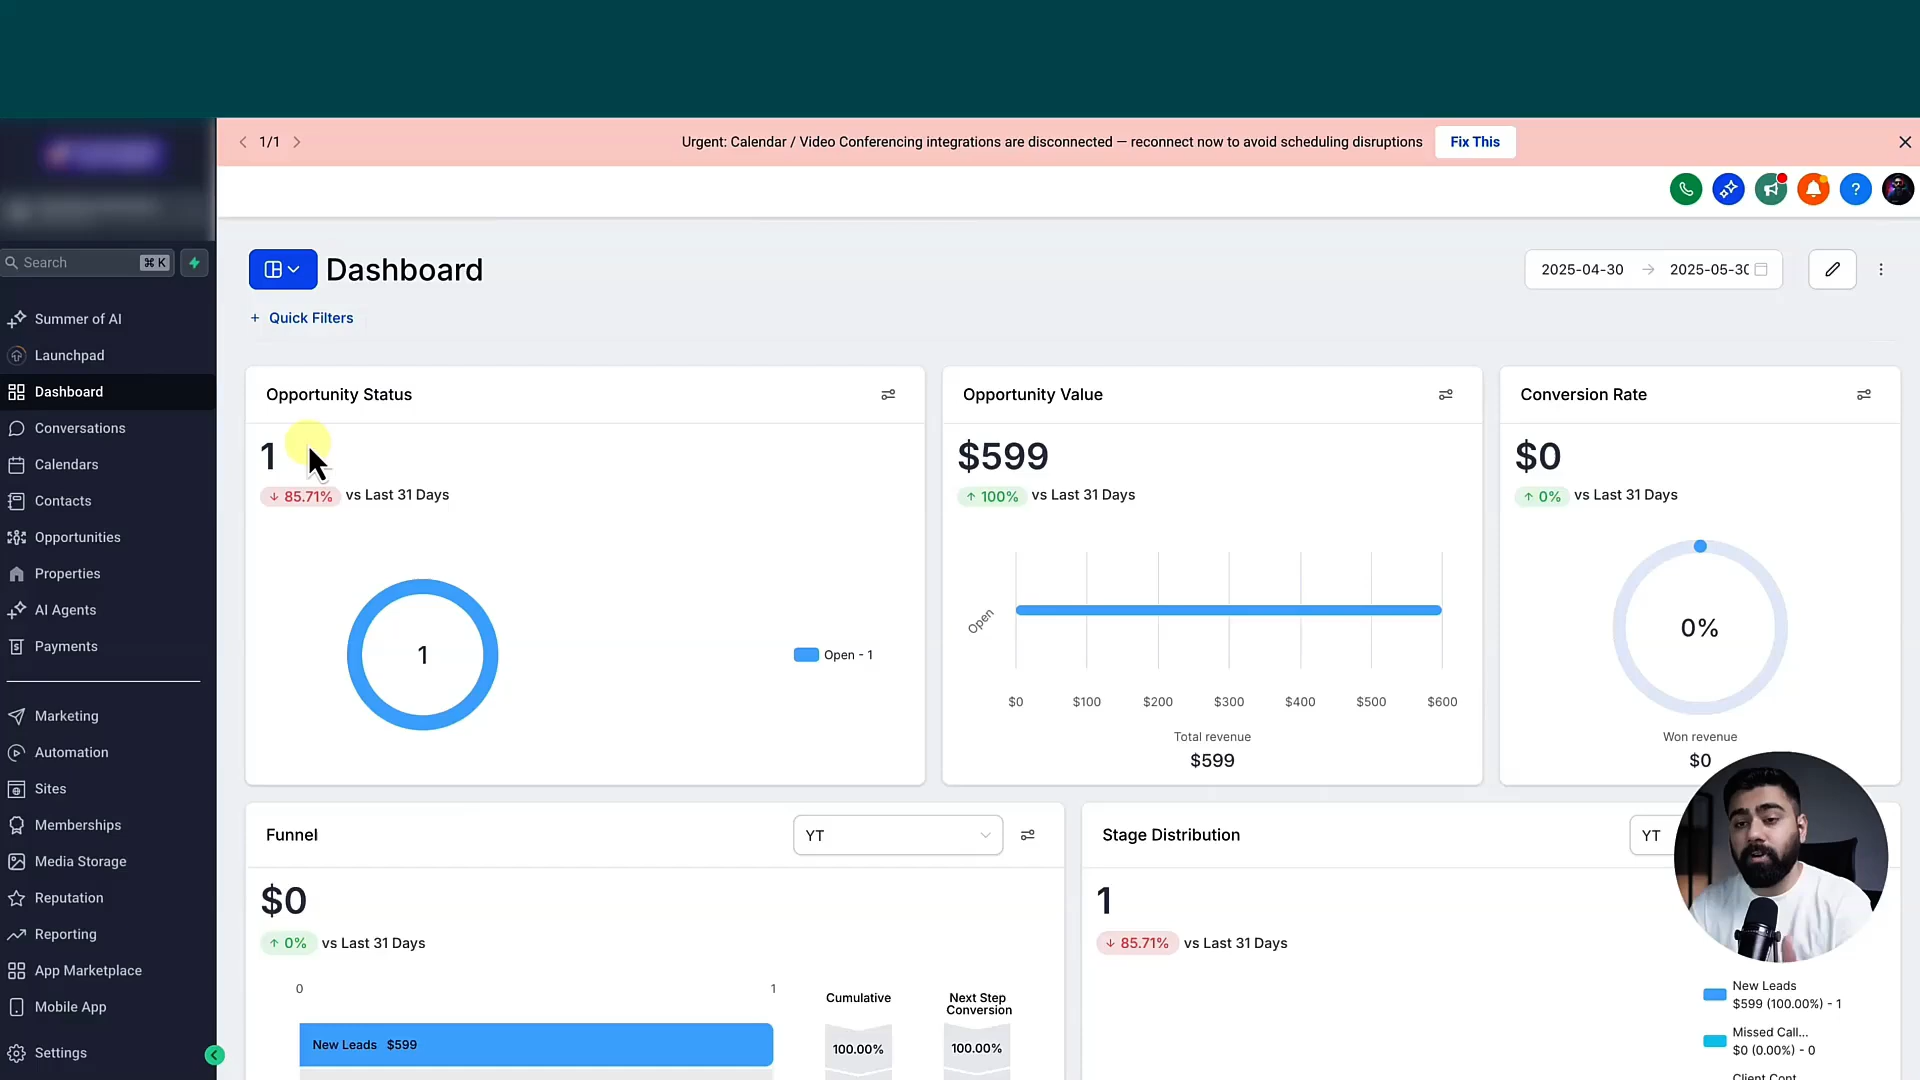 1/1
Urgent: Calendar / Video Conferencing integrations are disconnected — reconnect now to avoid scheduling disruptions
Fix This
Search
⌘ K
Summer of AI
Launchpad
Dashboard
Conversations
Calendars
Contacts
Opportunities
Properties
AI Agents
Payments
Marketing
Automation
Sites
Memberships
Media Storage
Reputation
Reporting
App Marketplace
Mobile App
Settings
Dashboard
2025-04-30 → 2025-05-30
+ Quick Filters
Opportunity Status
1
↓ 85.71% vs Last 31 Days
1
Open - 1
Opportunity Value
$599
↑ 100% vs Last 31 Days
Open
$0 $100 $200 $300 $400 $500 $600
Total revenue
$599
Conversion Rate
$0
↑ 0% vs Last 31 Days
0%
Won revenue
$0
Funnel
YT
$0
↑ 0% vs Last 31 Days
0 1
Cumulative
Next Step
Conversion
New Leads $599
100.00%
100.00%
Stage Distribution
YT
1
↓ 85.71% vs Last 31 Days
New Leads
$599 (100.00%) - 1
Missed Call...
$0 (0.00%) - 0
Client Cont